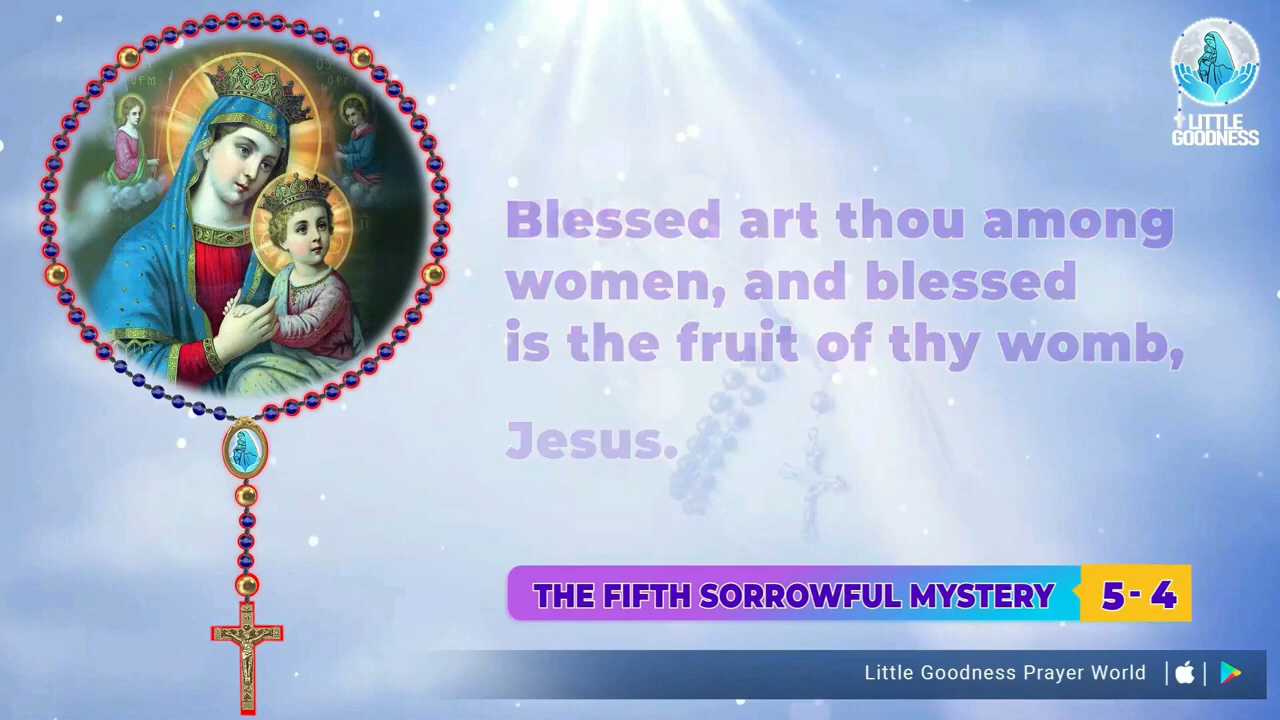 LITTLE
GOODNESS
Blessed art thou among
women, and blessed
is the fruit of thy womb,
Jesus.
THE FIFTH SORROWFUL MYSTERY 5 - 4
Little Goodness Prayer World